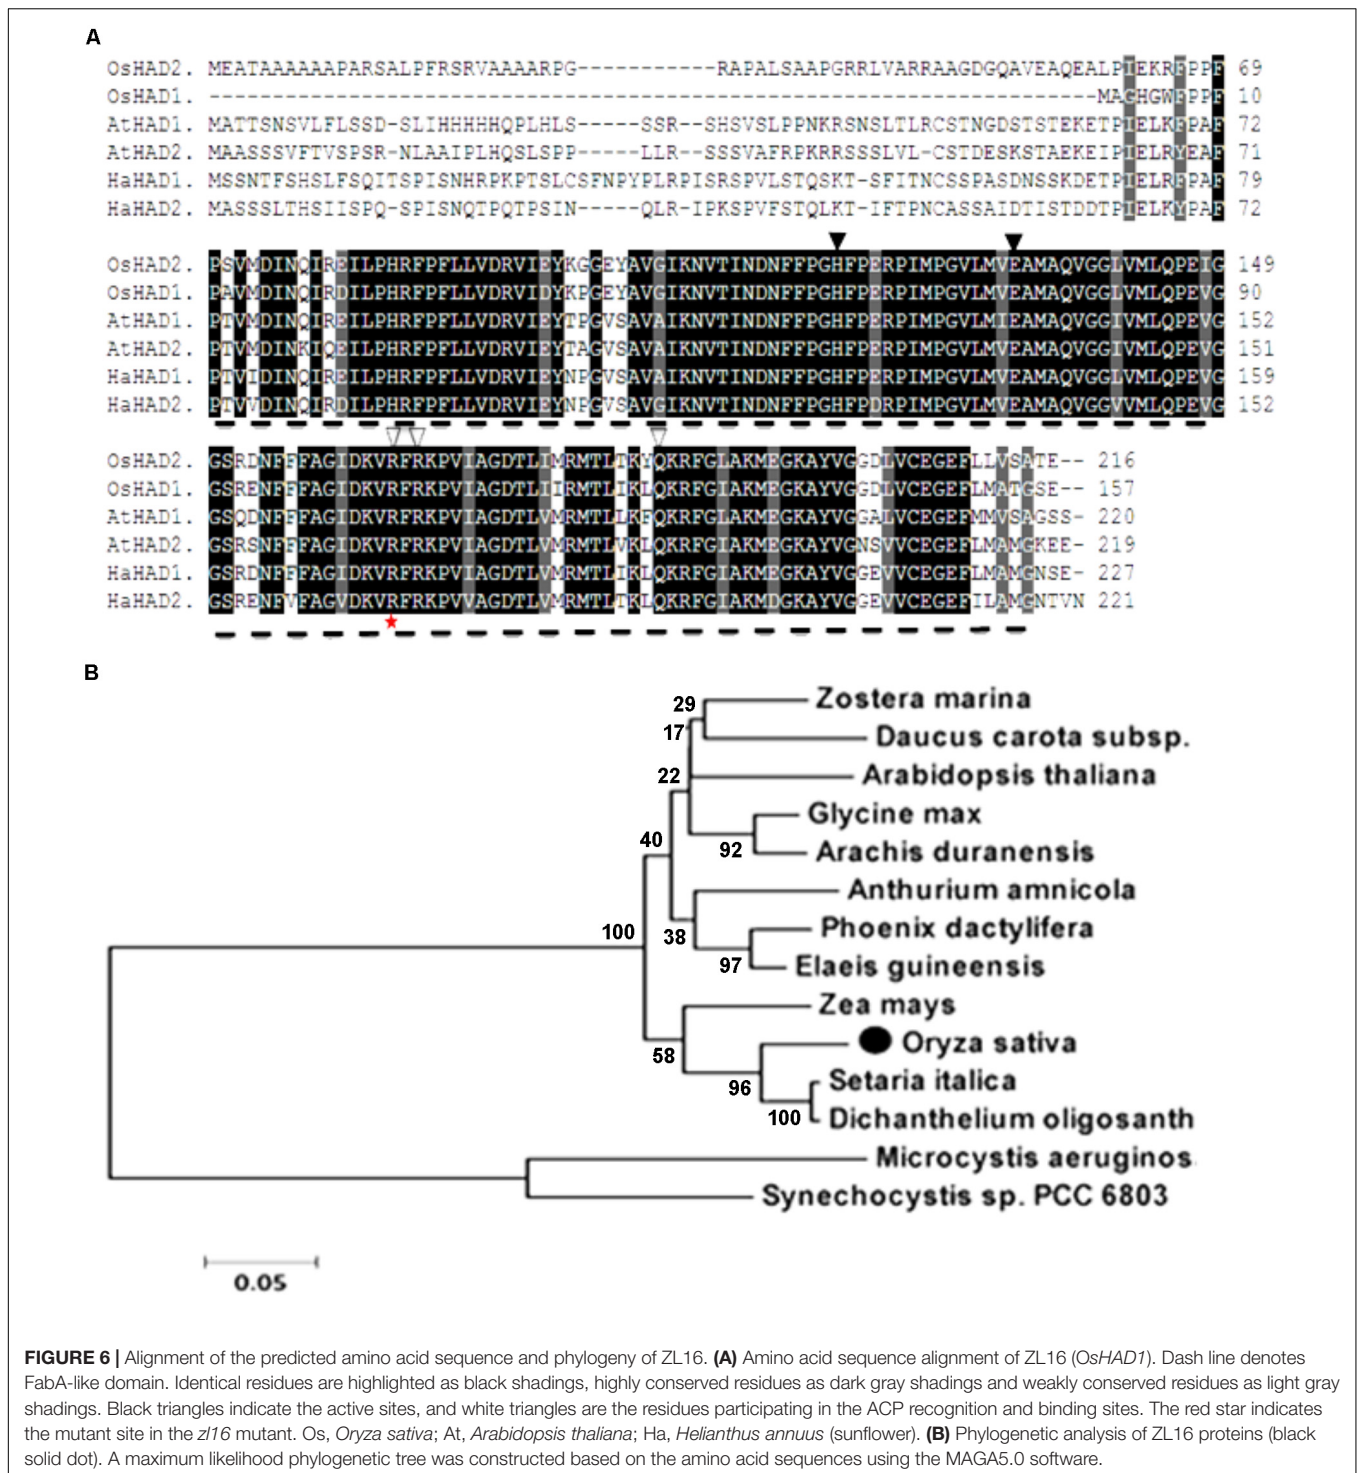 A
OsHAD2. MEATAAAAAAPARSALPFRSRVAAAARPG-----------RAPALSAAPGRRLVARRAAGDGQAVEAQEALPIEKRFPPF 69
OsHAD1. ----------------------------------------------------------------------MAGHGWFPPF 10
AtHAD1. MATTSNSVLFLSSD-SLIHHHHHQPLHLS-----SSR--SHSVSLPPNKRSNSLTLRCSTNGDSTSTEKETPIELKFPAF 72
AtHAD2. MAASSSVFTVSPSR-NLAAIPLHQSLSPP-----LLR--SSSVAFRPKRRSSSLVL-CSTDESKSTAEKEIPIELRYEAF 71
HaHAD1. MSSNTFSHSLFSQITSPISNHRPKPTSLCSFNPYPLRPISRSPVLSTQSKT-SFITNCSSPASDNSSKDETPIELRFPAF 79
HaHAD2. MASSSLTHSIISPQ-SPISNQTPQTPSIN-----QLR-IPKSPVFSTQLKT-IFTPNCASSAIDTISTDDTPIELKYPAF 72
OsHAD2. PSVMDINQIREILPHRFPFLLVDRVIEYKGGEYAVGIKNVTINDNFFPGHFPERPIMPGVLMVEAMAQVGGLVMLQPEIG 149
OsHAD1. PAVMDINQIRDILPHRFPFLLVDRVIDYKPGEYAVGIKNVTINDNFFPGHFPERPIMPGVLMVEAMAQVGGLVMLQPEVG 90
AtHAD1. PTVMDINQIREILPHRFPFLLVDRVIEYTPGVSAVAIKNVTINDNFFPGHFPERPIMPGVLMIEAMAQVGGIVMLQPEVG 152
AtHAD2. PTVMDINKIQEILPHRFPFLLVDRVIEYTAGVSAVAIKNVTINDNFFPGHFPERPIMPGVLMVEAMAQVGGIVMLQPEVG 151
HaHAD1. PTVIDINQIREILPHRFPFLLVDRVIEYNPGVSAVAIKNVTINDNFFPGHFPERPIMPGVLMVEAMAQVGGLVMLQPEVG 159
HaHAD2. PTVVDINQIRDILPHRFPFLLVDRVIEYNPGVSAVGIKNVTINDNFFPGHFPDRPIMPGVLMVEAMAQVGGVVMLQPEVG 152
OsHAD2. GSRDNFFFAGIDKVRFRKPVIAGDTLIMRMTLTKYQKRFGLAKMEGKAYVGGDLVCEGEFLLVSATE-- 216
OsHAD1. GSRENFFFAGIDKVRFRKPVIAGDTLIIRMTLIKLQKRFGIAKMEGKAYVGGDLVCEGEFLMATGSE-- 157
AtHAD1. GSQDNFFFAGIDKVRFRKPVIAGDTLVMRMTLLKFQKRFGLAKMEGKAYVGGALVCEGEFMMVSAGSS- 220
AtHAD2. GSRSNFFFAGIDKVRFRKPVIAGDTLVMRMTLVKLQKRFGIAKMEGKAYVGNSVVCEGEFLMAMGKEE- 219
HaHAD1. GSRDNFFFAGIDKVRFRKPVIAGDTLVMRMTLIKLQKRFGIAKMEGKAYVGGEVVCEGEFLMAMGNSE- 227
HaHAD2. GSRENFVFAGVDKVRFRKPVVAGDTLVMRMTLTKLQKRFGIAKMDGKAYVGGEVVCEGEFILAMGNTVN 221
B
29 Zostera marina
17 Daucus carota subsp.
22 Arabidopsis thaliana
Glycine max
40
92 Arachis duranensis
Anthurium amnicola
100 38 Phoenix dactylifera
97 Elaeis guineensis
Zea mays
58 Oryza sativa
96 Setaria italica
100 Dichanthelium oligosanth
Microcystis aeruginos
Synechocystis sp. PCC 6803
0.05
FIGURE 6 | Alignment of the predicted amino acid sequence and phylogeny of ZL16. (A) Amino acid sequence alignment of ZL16 (OsHAD1). Dash line denotes
FabA-like domain. Identical residues are highlighted as black shadings, highly conserved residues as dark gray shadings and weakly conserved residues as light gray
shadings. Black triangles indicate the active sites, and white triangles are the residues participating in the ACP recognition and binding sites. The red star indicates
the mutant site in the zl16 mutant. Os, Oryza sativa; At, Arabidopsis thaliana; Ha, Helianthus annuus (sunflower). (B) Phylogenetic analysis of ZL16 proteins (black
solid dot). A maximum likelihood phylogenetic tree was constructed based on the amino acid sequences using the MAGA5.0 software.